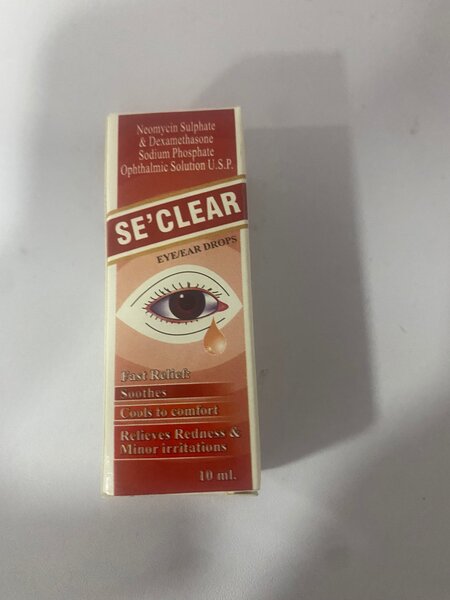 Neomycin Sulphate
& Dexamethasone
Sodium Phosphate
Ophthalmic Solution U.S.P.
SE'CLEAR
EYE/EAR DROPS
Fast Relief:
Soothes
Cools to comfort
Relieves Redness &
Minor irritations
10 ml.